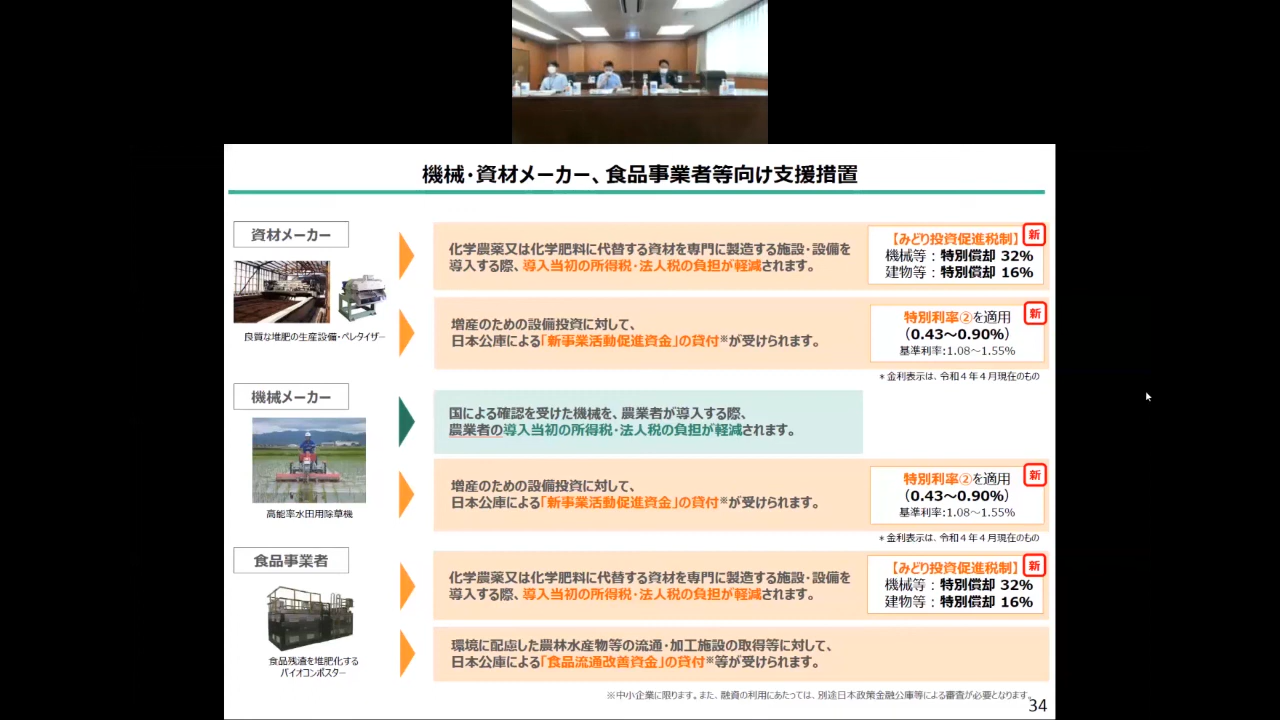 機械・資材メーカー、食品事業者等向け支援措置
資材メーカー
良質な堆肥の生産設備・ペレタイザー
化学農薬又は化学肥料に代替する資材を専門に製造する施設・設備を
導入する際、導入当初の所得税・法人税の負担が軽減されます。
【みどり投資促進税制】
新
機械等：特別償却 32%
建物等：特別償却 16%
増産のための設備投資に対して、
日本公庫による「新事業活動促進資金」の貸付※が受けられます。
新
特別利率②を適用
（0.43～0.90%）
基準利率:1.08～1.55%
＊金利表示は、令和４年４月現在のもの
機械メーカー
高能率水田用除草機
国による確認を受けた機械を、農業者が導入する際、
農業者の導入当初の所得税・法人税の負担が軽減されます。
増産のための設備投資に対して、
日本公庫による「新事業活動促進資金」の貸付※が受けられます。
新
特別利率②を適用
（0.43～0.90%）
基準利率:1.08～1.55%
＊金利表示は、令和４年４月現在のもの
食品事業者
食品残渣を堆肥化する
バイオコンポスター
化学農薬又は化学肥料に代替する資材を専門に製造する施設・設備を
導入する際、導入当初の所得税・法人税の負担が軽減されます。
【みどり投資促進税制】
新
機械等：特別償却 32%
建物等：特別償却 16%
環境に配慮した農林水産物等の流通・加工施設の取得等に対して、
日本公庫による「食品流通改善資金」の貸付※等が受けられます。
※中小企業に限ります。また、融資の利用にあたっては、別途日本政策金融公庫等による審査が必要となります。
34